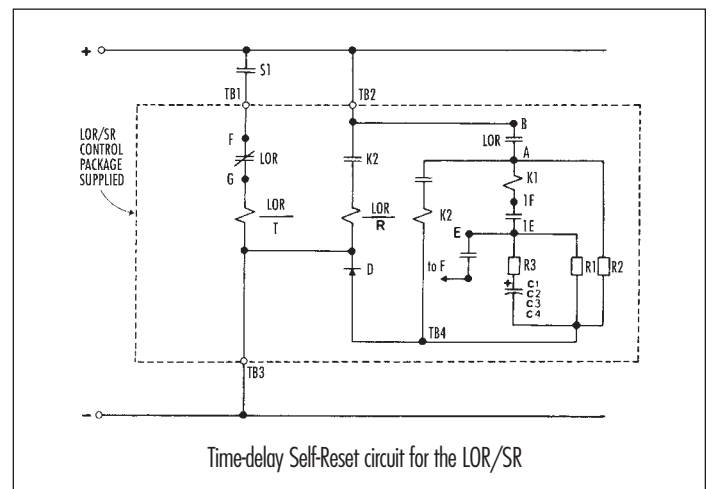 +
S1
TB1
TB2
LOR/SR
CONTROL
PACKAGE
SUPPLIED
F
LOR
G
LOR
T
K2
LOR
R
D
B
LOR
A
K1
1F
1E
K2
E
to F
R3
+
C1
C2
C3
C4
R1
R2
TB4
TB3
-
Time-delay Self-Reset circuit for the LOR/SR